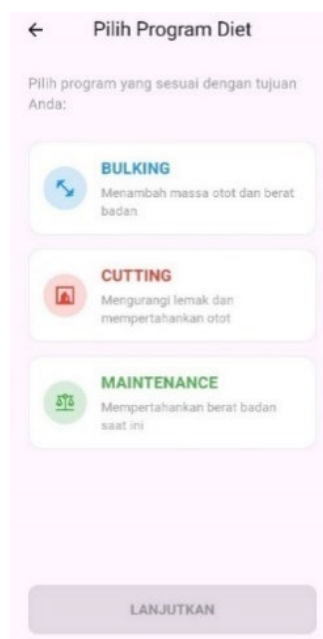 Pilih Program Diet
Pilih program yang sesuai dengan tujuan
Anda:
BULKING
Menambah massa otot dan berat
badan
CUTTING
Mengurangi lemak dan
mempertahankan otot
MAINTENANCE
Mempertahankan berat badan
saat ini
LANJUTKAN